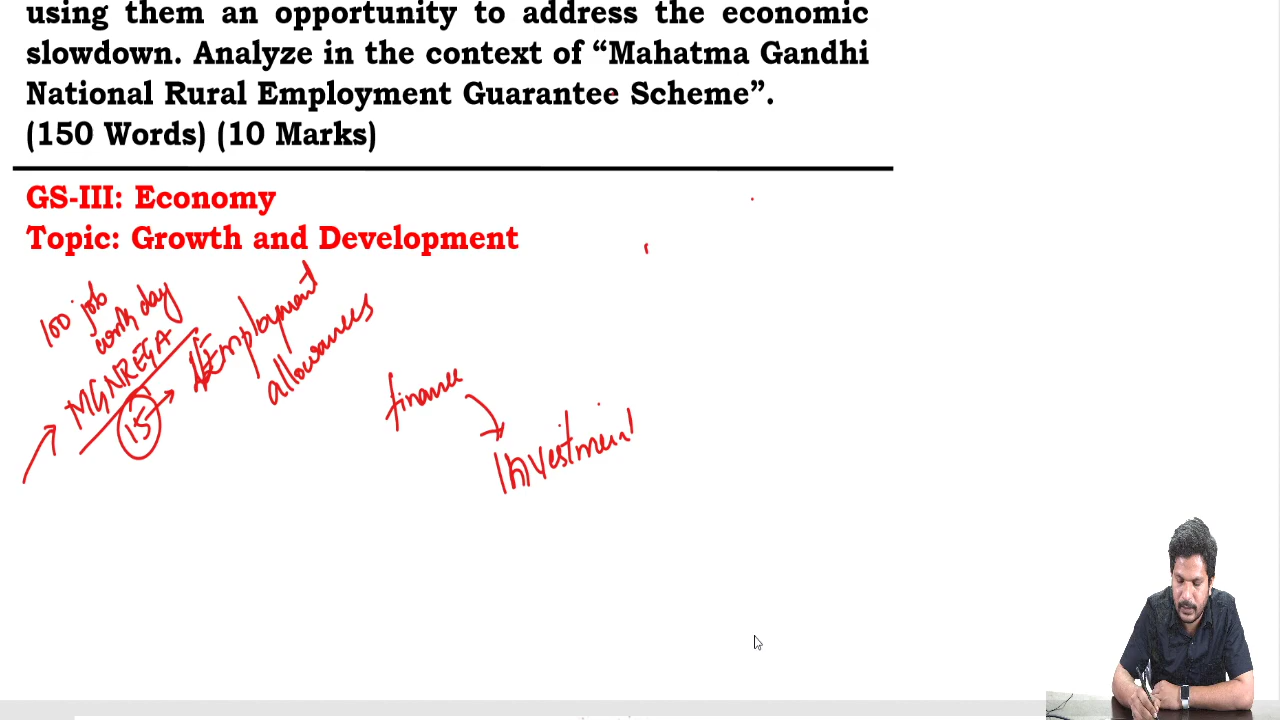 using them an opportunity to address the economic
slowdown. Analyze in the context of “Mahatma Gandhi
National Rural Employment Guarantee Scheme”.
(150 Words) (10 Marks)
GS-III: Economy
Topic: Growth and Development
100 job
work day
MGNREGA
15
Employment
allowances
finance
Investment